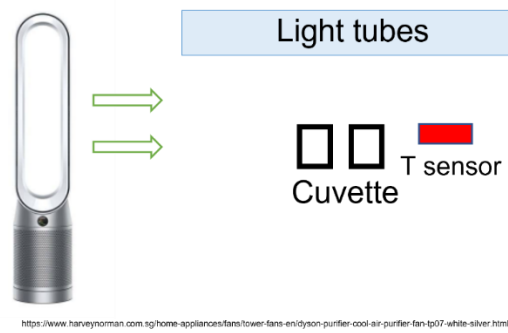 Light tubes
T sensor
Cuvette
https://www.harveynorman.com.sg/home-appliances/fans/tower-fans-en/dyson-purifier-cool-air-purifier-fan-tp07-white-silver.html